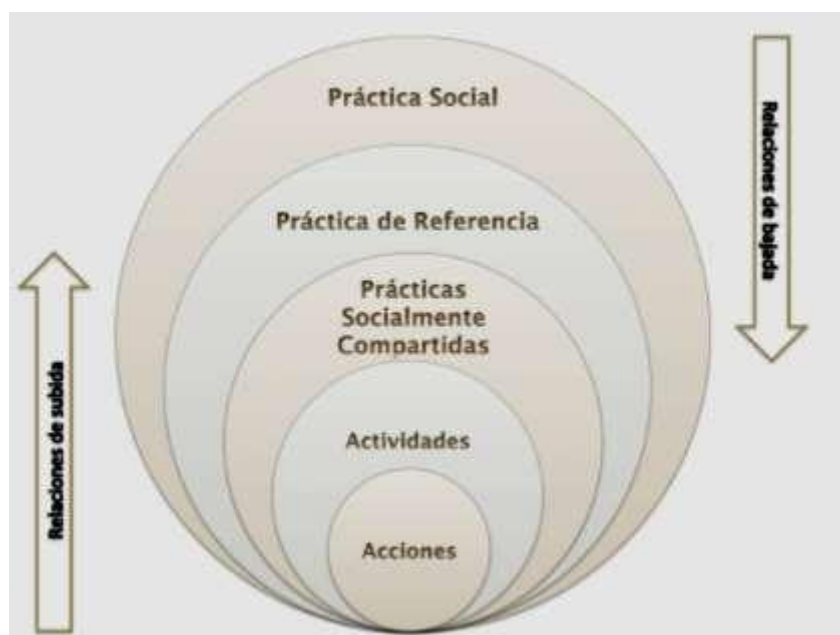 Práctica Social
Práctica de Referencia
Prácticas
Socialmente
Compartidas
Actividades
Acciones
Relaciones de subida
Relaciones de bajada